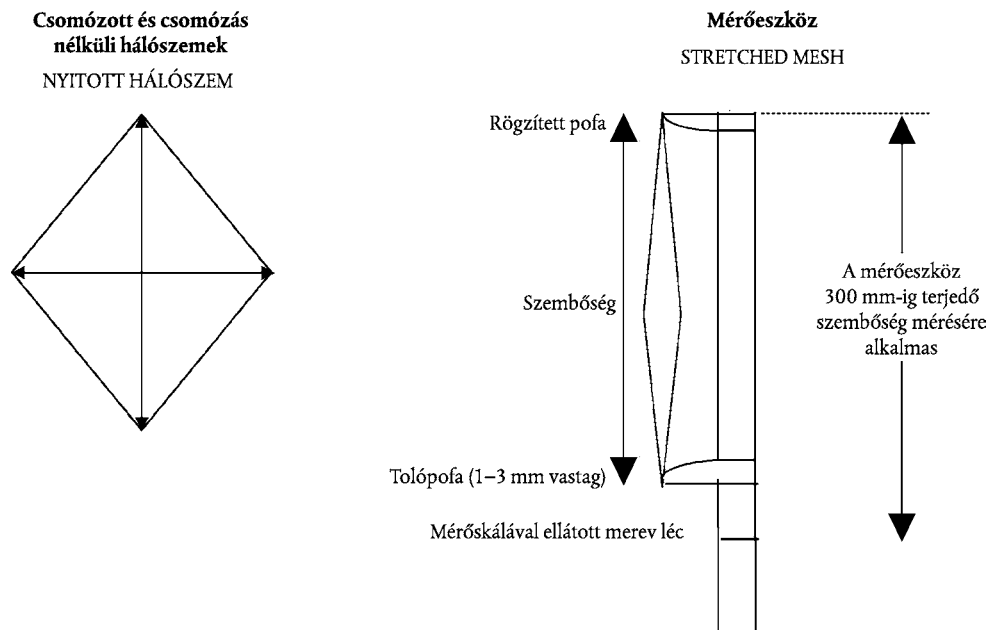 Csomózott és csomózás
nélküli hálószemek
NYITOTT HÁLÓSZEM
Mérőeszköz
STRETCHED MESH
Rögzített pofa
Szembőség
A mérőeszköz
300 mm-ig terjedő
szembőség mérésére
alkalmas
Tolópofa (1–3 mm vastag)
Mérőskálával ellátott merev léc